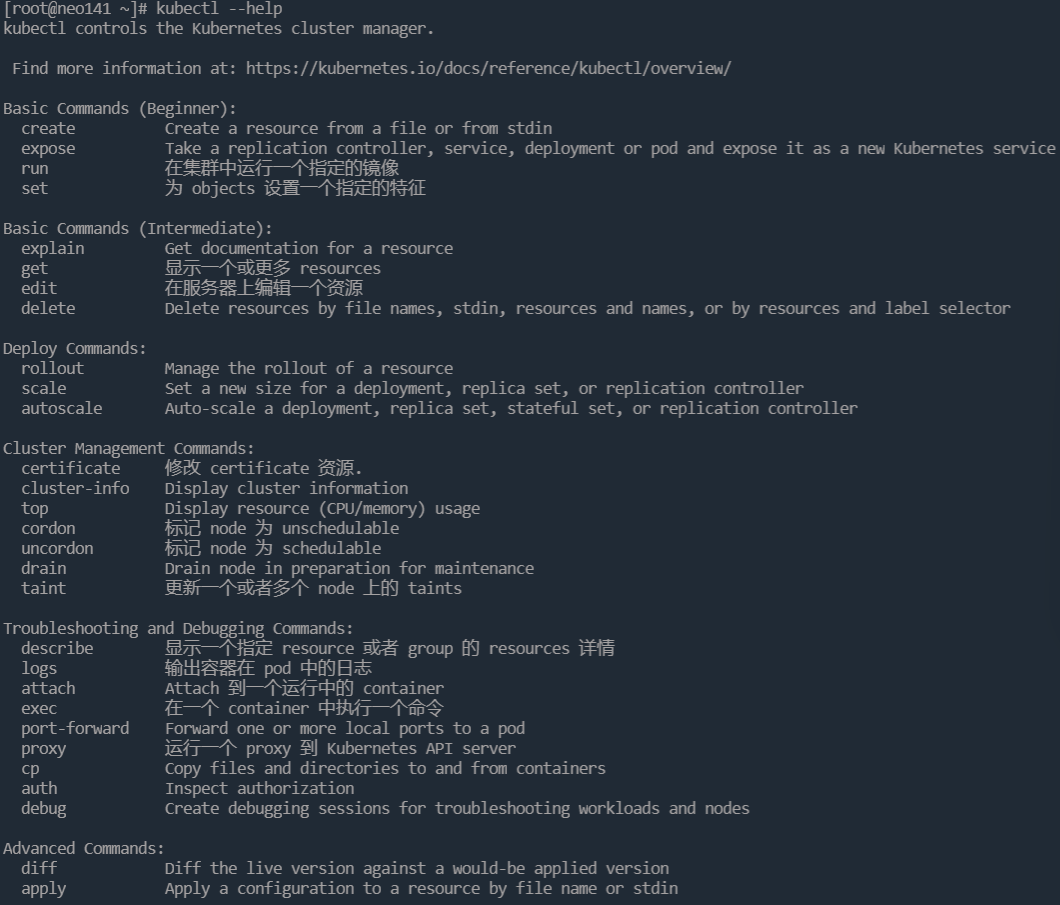 [root@neo141 ~]# kubectl --help
kubectl controls the Kubernetes cluster manager.
Find more information at: https://kubernetes.io/docs/reference/kubectl/overview/
Basic Commands (Beginner):
create Create a resource from a file or from stdin
expose Take a replication controller, service, deployment or pod and expose it as a new Kubernetes service
run 在集群中运行一个指定的镜像
set 为 objects 设置一个指定的特征
Basic Commands (Intermediate):
explain Get documentation for a resource
get 显示一个或更多 resources
edit 在服务器上编辑一个资源
delete Delete resources by file names, stdin, resources and names, or by resources and label selector
Deploy Commands:
rollout Manage the rollout of a resource
scale Set a new size for a deployment, replica set, or replication controller
autoscale Auto-scale a deployment, replica set, stateful set, or replication controller
Cluster Management Commands:
certificate 修改 certificate 资源.
cluster-info Display cluster information
top Display resource (CPU/memory) usage
cordon 标记 node 为 unschedulable
uncordon 标记 node 为 schedulable
drain Drain node in preparation for maintenance
taint 更新一个或者多个 node 上的 taints
Troubleshooting and Debugging Commands:
describe 显示一个指定 resource 或者 group 的 resources 详情
logs 输出容器在 pod 中的日志
attach Attach 到一个运行中的 container
exec 在一个 container 中执行一个命令
port-forward Forward one or more local ports to a pod
proxy 运行一个 proxy 到 Kubernetes API server
cp Copy files and directories to and from containers
auth Inspect authorization
debug Create debugging sessions for troubleshooting workloads and nodes
Advanced Commands:
diff Diff the live version against a would-be applied version
apply Apply a configuration to a resource by file name or stdin